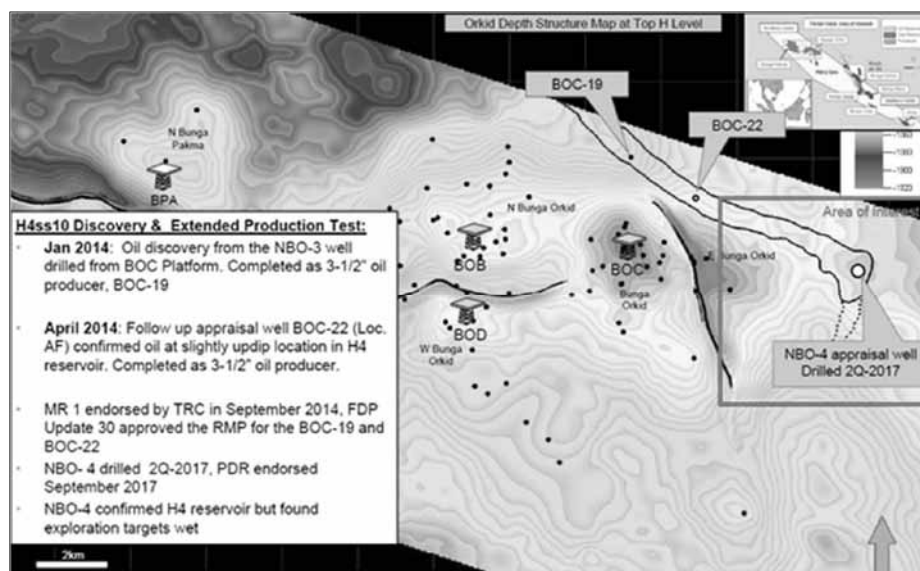 Orkid Depth Structure Map at Top H Level
BOC-19
BOC-22
N Bunga
Pakma
BPA
N Bunga Orkid
BOB
BOC
Bunga
Orkid
E Bunga Orkid
Area of Interest
BOD
W Bunga
Orkid
NBO-4 appraisal well
Drilled 2Q-2017
H4ss10 Discovery & Extended Production Test:
· Jan 2014: Oil discovery from the NBO-3 well
drilled from BOC Platform. Completed as 3-1/2" oil
producer, BOC-19
· April 2014: Follow up appraisal well BOC-22 (Loc.
AF) confirmed oil at slightly updip location in H4
reservoir. Completed as 3-1/2" oil producer.
· MR 1 endorsed by TRC in September 2014, FDP
Update 30 approved the RMP for the BOC-19 and
BOC-22
· NBO- 4 drilled 2Q-2017, PDR endorsed
September 2017
· NBO-4 confirmed H4 reservoir but found
exploration targets wet
2km